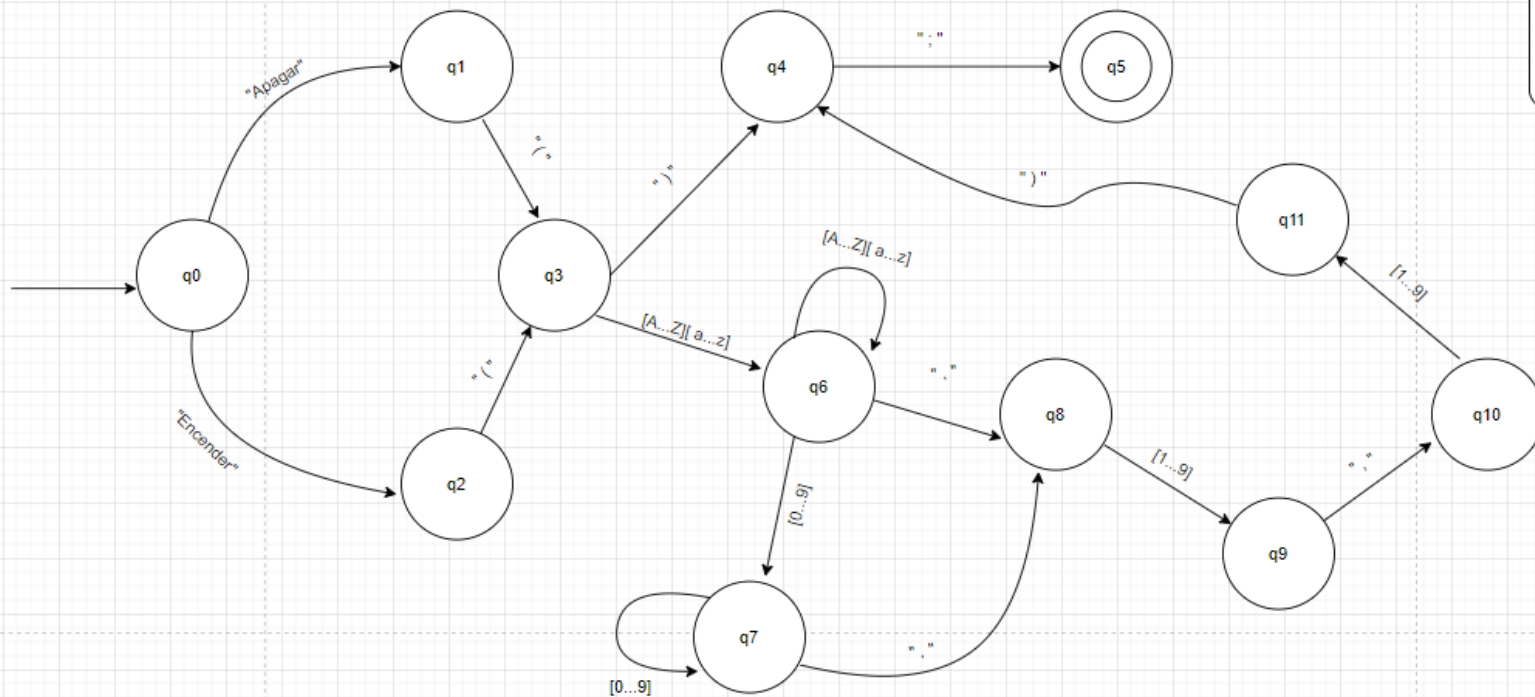 q1
q4
" ; "
q5
"Apagar"
" ( "
" ) "
" ) "
q11
q0
q3
[A...Z][ a...z]
[1...9]
[A...Z][ a...z]
q6
" , "
q8
q10
" ( "
"Encender"
[1...9]
" , "
q2
[0...9]
q9
q7
" , "
[0...9]